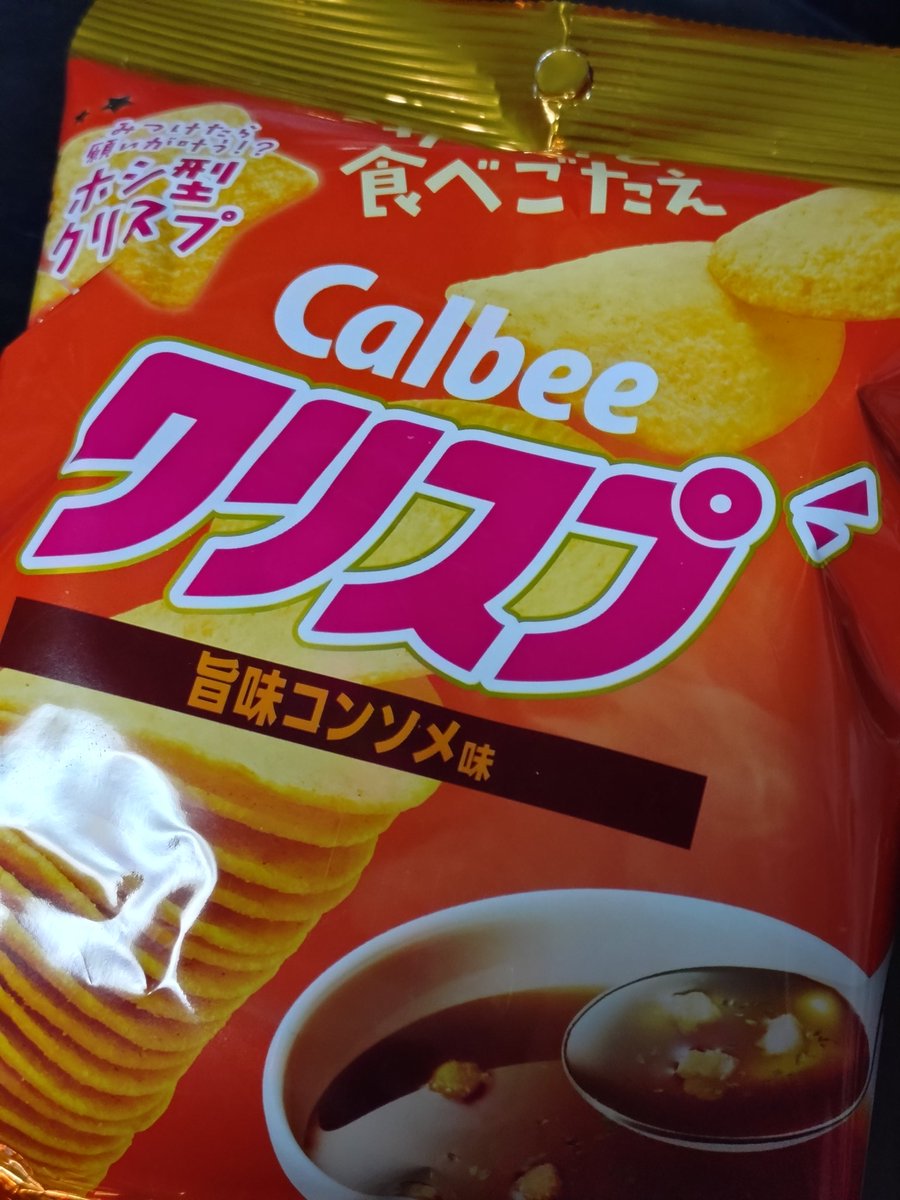 みつけたら
願いが叶う!?
ホシ型
クリスプ
食べごたえ
Calbee
クリスプ
旨味コンソメ味